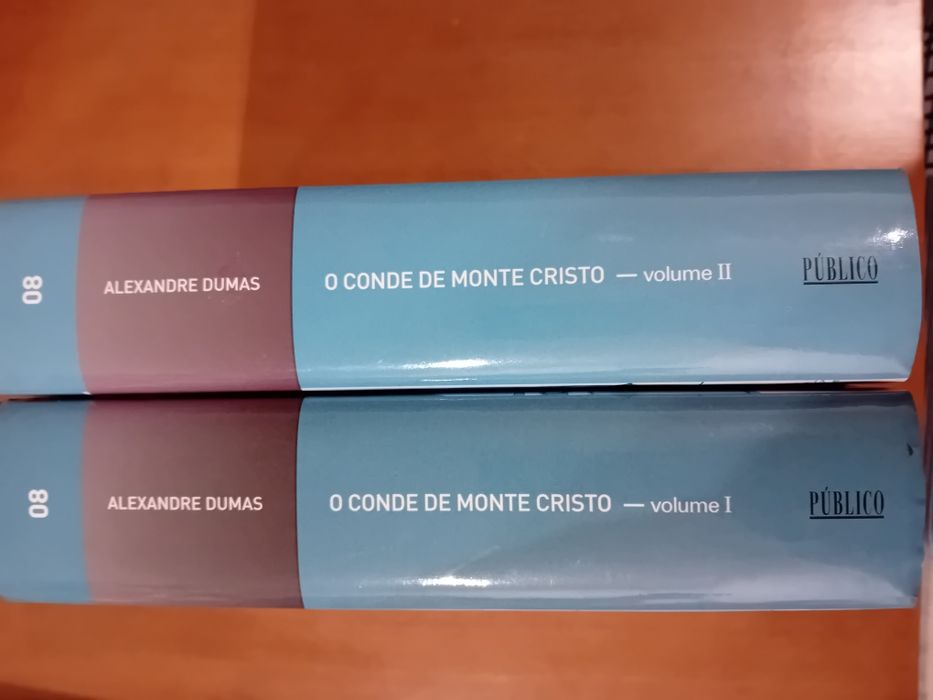 08 ALEXANDRE DUMAS O CONDE DE MONTE CRISTO — volume II PÚBLICO
08 ALEXANDRE DUMAS O CONDE DE MONTE CRISTO — volume I PÚBLICO